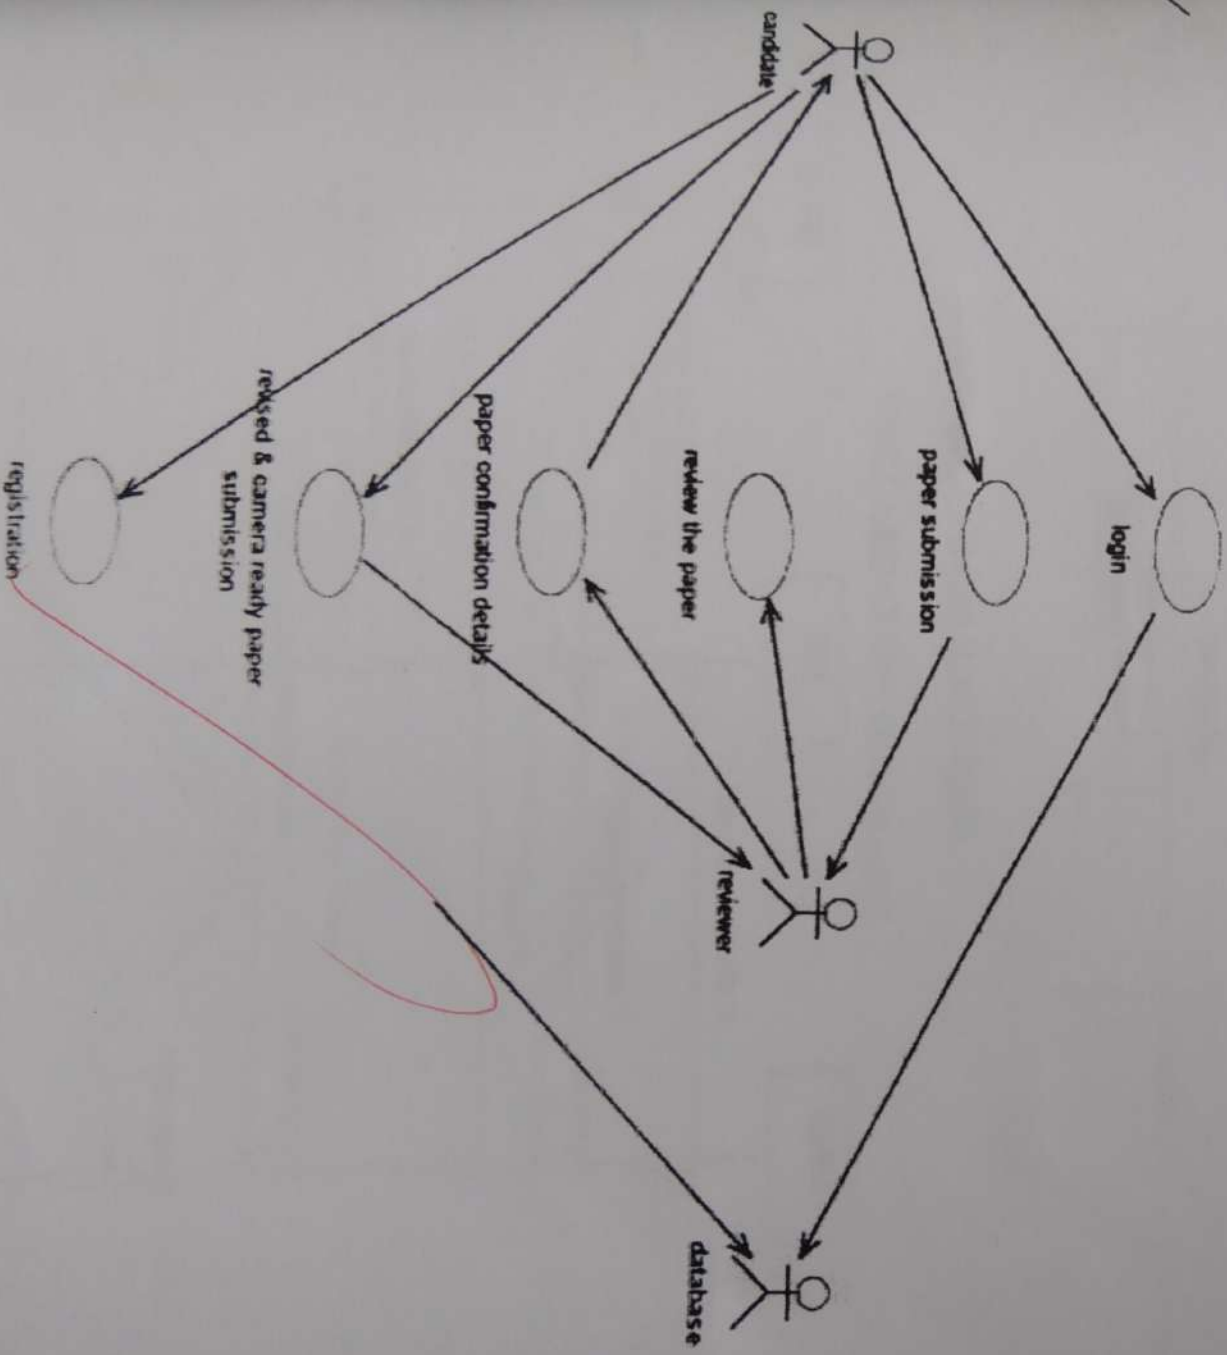 candidate
login
paper submission
review the paper
reviewer
database
paper confirmation details
revised & camera ready paper
submission
registration